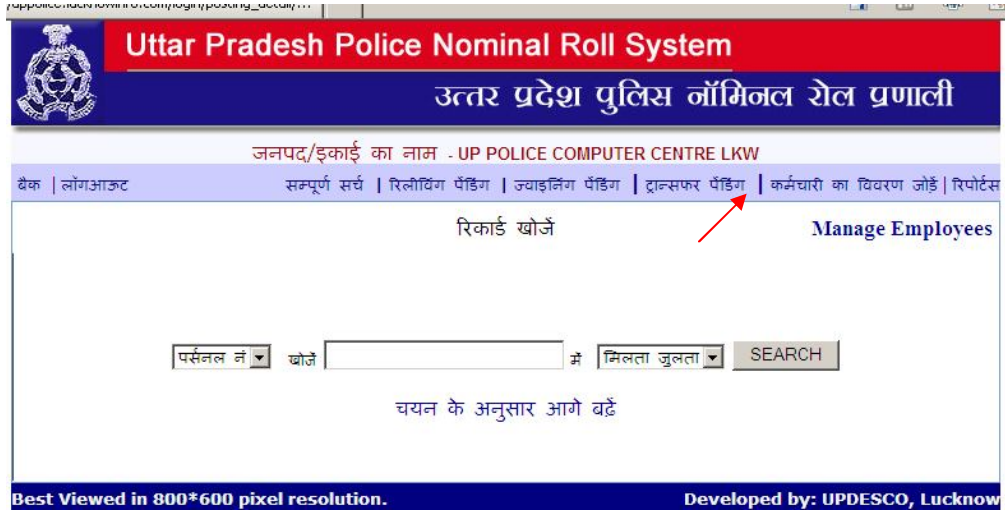 Uttar Pradesh Police Nominal Roll System
उत्तर प्रदेश पुलिस नॉमिनल रोल प्रणाली
जनपद/इकाई का नाम - UP POLICE COMPUTER CENTRE LKW
बैक | लॉगआऊट सम्पूर्ण सर्च | रिलीविंग पेंडिंग | ज्वाइनिंग पेंडिंग | ट्रान्सफर पेंडिंग | कर्मचारी का विवरण जोड़ें | रिपोर्टस
रिकार्ड खोजें Manage Employees
पर्सनल नं खोजें में मिलता जुलता SEARCH
चयन के अनुसार आगे बढ़ें
Best Viewed in 800*600 pixel resolution. Developed by: UPDESCO, Lucknow